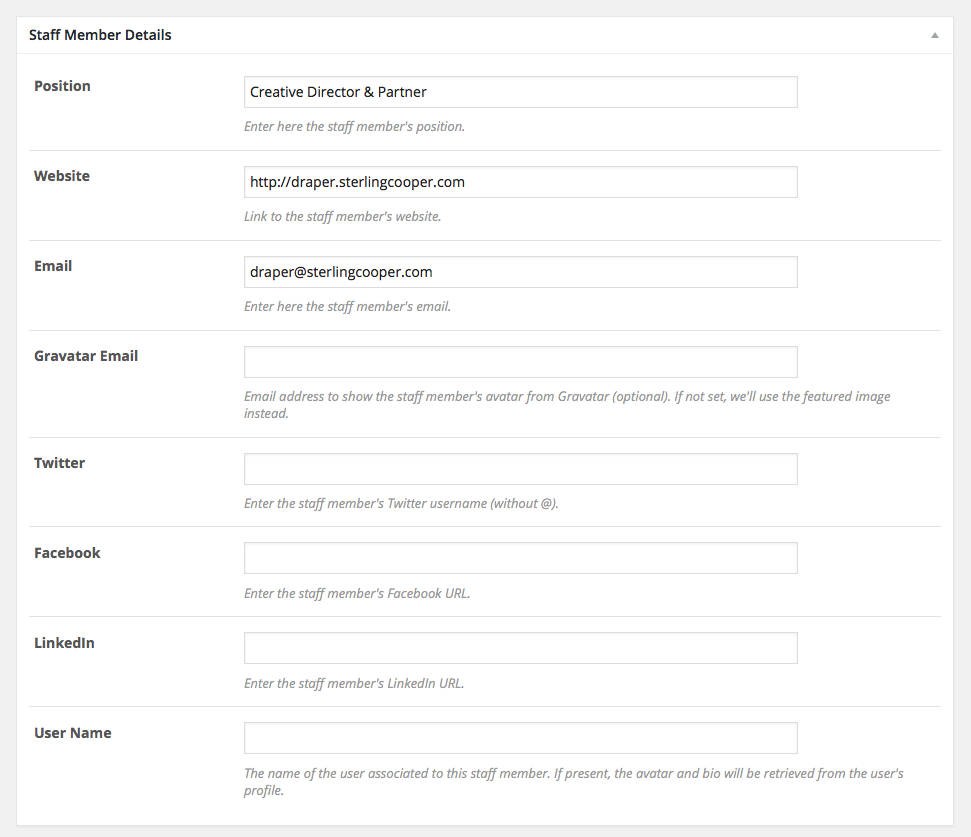 Staff Member Details
Position
Creative Director & Partner
Enter here the staff member's position.
Website
http://draper.sterlingcooper.com
Link to the staff member's website.
Email
draper@sterlingcooper.com
Enter here the staff member's email.
Gravatar Email
Email address to show the staff member's avatar from Gravatar (optional). If not set, we'll use the featured image
instead.
Twitter
Enter the staff member's Twitter username (without @).
Facebook
Enter the staff member's Facebook URL.
LinkedIn
Enter the staff member's LinkedIn URL.
User Name
The name of the user associated to this staff member. If present, the avatar and bio will be retrieved from the user's
profile.